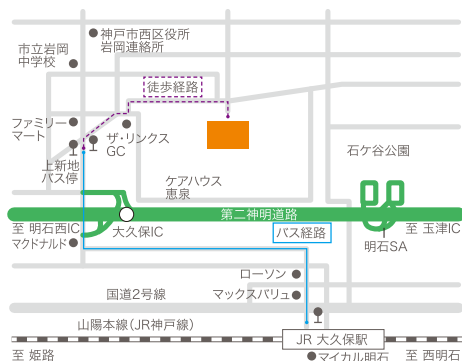 神戸市西区役所
岩岡連絡所
市立岩岡
中学校
徒歩経路
ファミリー
マート
ザ・リンクス
GC
石ケ谷公園
上新地
バス停
ケアハウス
恵泉
第二神明道路
至 明石西IC
大久保IC
バス経路
至 玉津IC
マクドナルド
明石SA
ローソン
国道2号線
マックスバリュ
山陽本線(JR神戸線)
JR 大久保駅
至 姫路
マイカル明石
至 西明石